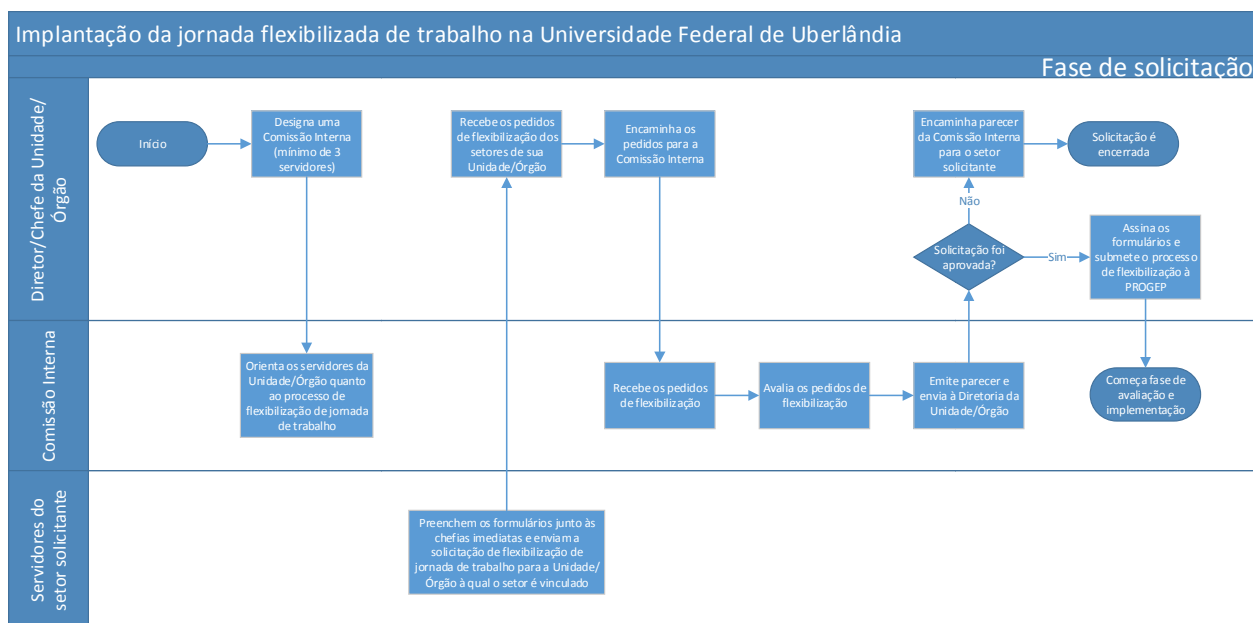 Implantação da jornada flexibilizada de trabalho na Universidade Federal de Uberlândia
Fase de solicitação
Diretor/Chefe da Unidade/
Órgão
Início
Designa uma
Comissão Interna
(mínimo de 3
servidores)
Recebe os pedidos
de flexibilização dos
setores de sua
Unidade/Órgão
Encaminha os
pedidos para a
Comissão Interna
Encaminha parecer
da Comissão Interna
para o setor
solicitante
Solicitação é
encerrada
Não
Solicitação foi
aprovada?
Sim
Assina os
formulários e
submete o processo
de flexibilização à
PROGEP
Comissão Interna
Orienta os servidores da
Unidade/Órgão quanto
ao processo de
flexibilização de jornada
de trabalho
Recebe os pedidos
de flexibilização
Avalia os pedidos de
flexibilização
Emite parecer e
envia à Diretoria da
Unidade/Órgão
Começa fase de
avaliação e
implementação
Servidores do
setor solicitante
Preenchem os formulários junto às
chefias imediatas e enviam a
solicitação de flexibilização de
jornada de trabalho para a Unidade/
Órgão à qual o setor é vinculado